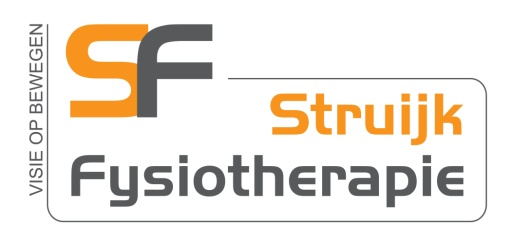 VISIE OP BEWEGEN
SF
Struijk
Fysiotherapie